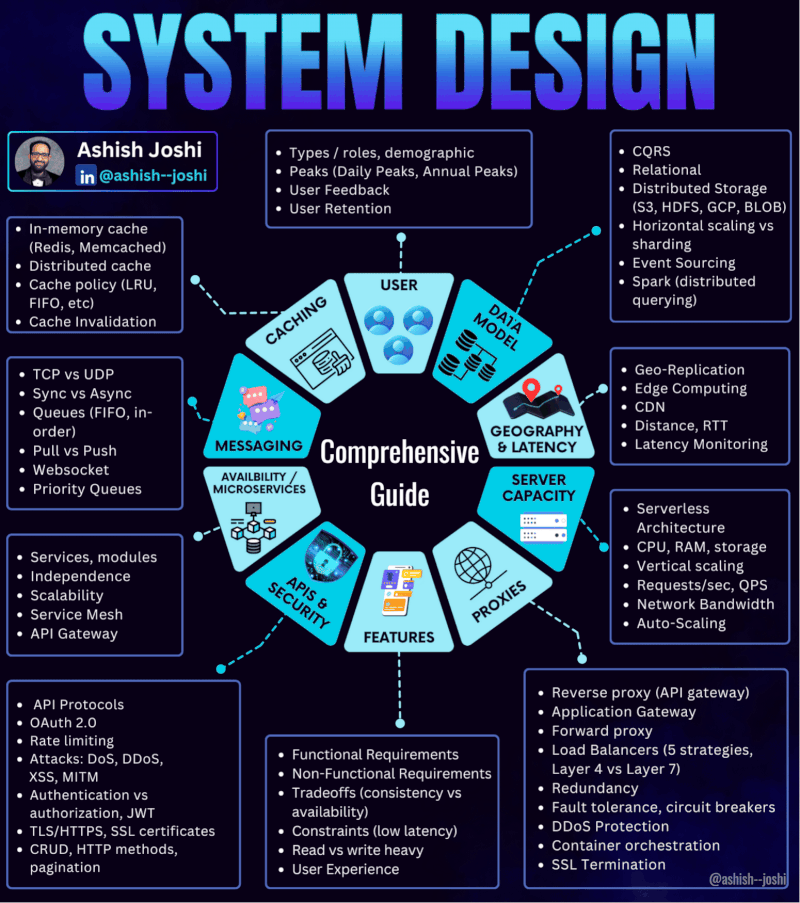 SYSTEM DESIGN
Ashish Joshi
in @ashish--joshi
• Types / roles, demographic
• Peaks (Daily Peaks, Annual Peaks)
• User Feedback
• User Retention
• CQRS
• Relational
• Distributed Storage
(S3, HDFS, GCP, BLOB)
• Horizontal scaling vs
sharding
• Event Sourcing
• Spark (distributed
querying)
• In-memory cache
(Redis, Memcached)
• Distributed cache
• Cache policy (LRU,
FIFO, etc)
• Cache Invalidation
USER
CACHING
DATA
MODEL
• TCP vs UDP
• Sync vs Async
• Queues (FIFO, in-
order)
• Pull vs Push
• Websocket
• Priority Queues
MESSAGING
GEOGRAPHY
& LATENCY
• Geo-Replication
• Edge Computing
• CDN
• Distance, RTT
• Latency Monitoring
Comprehensive
Guide
AVAILBILITY /
MICROSERVICES
SERVER
CAPACITY
• Services, modules
• Independence
• Scalability
• Service Mesh
• API Gateway
• Serverless
Architecture
• CPU, RAM, storage
• Vertical scaling
• Requests/sec, QPS
• Network Bandwidth
• Auto-Scaling
APIS &
SECURITY
FEATURES
PROXIES
• API Protocols
• OAuth 2.0
• Rate limiting
• Attacks: DoS, DDoS,
XSS, MITM
• Authentication vs
authorization, JWT
• TLS/HTTPS, SSL certificates
• CRUD, HTTP methods,
pagination
• Functional Requirements
• Non-Functional Requirements
• Tradeoffs (consistency vs
availability)
• Constraints (low latency)
• Read vs write heavy
• User Experience
• Reverse proxy (API gateway)
• Application Gateway
• Forward proxy
• Load Balancers (5 strategies,
Layer 4 vs Layer 7)
• Redundancy
• Fault tolerance, circuit breakers
• DDoS Protection
• Container orchestration
• SSL Termination
@ashish--joshi